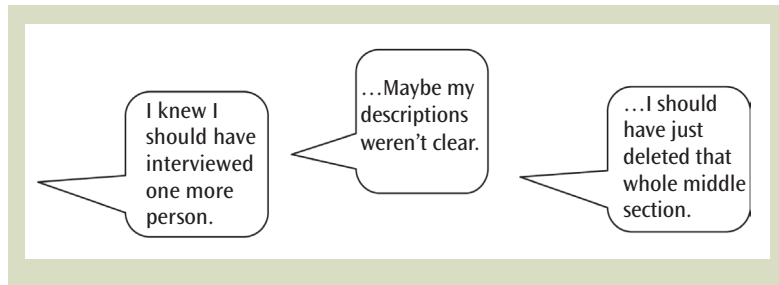 I knew I
should have
interviewed
one more
person.
…Maybe my
descriptions
weren’t clear.
…I should
have just
deleted that
whole middle
section.